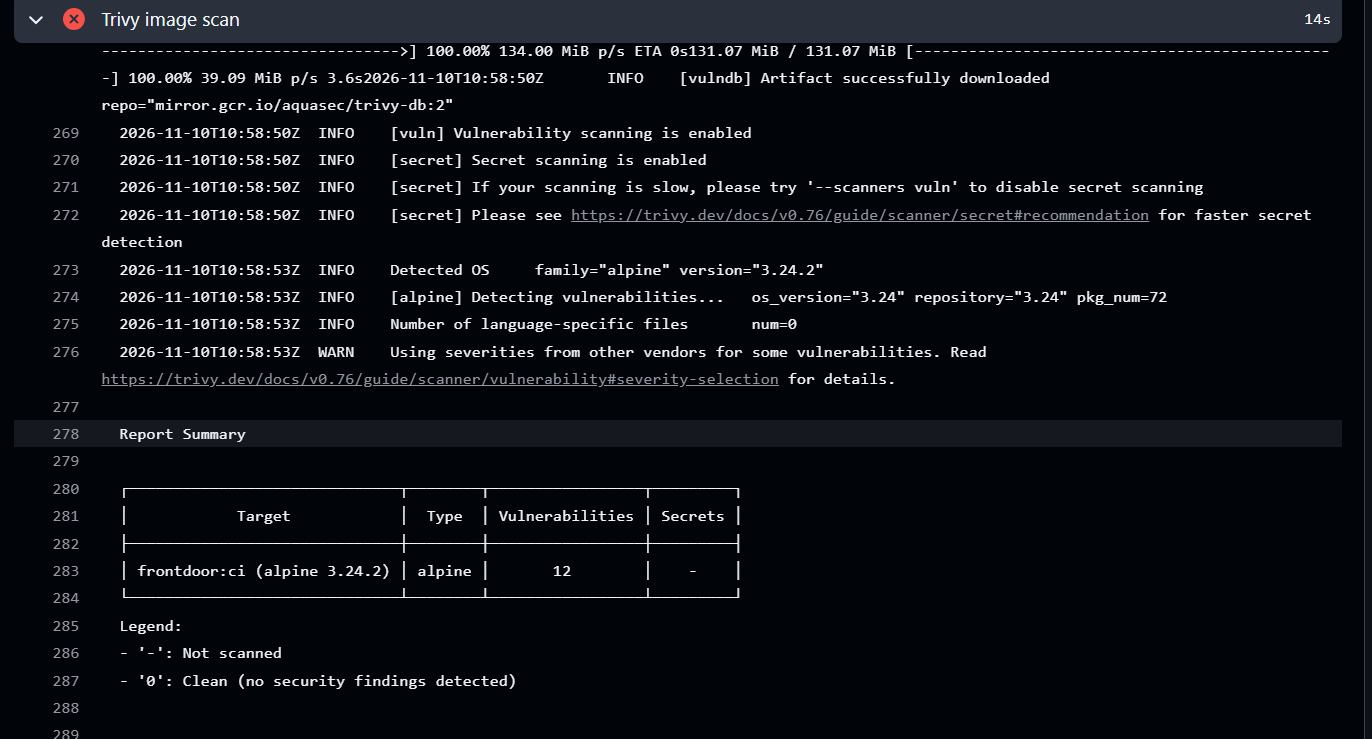 Trivy image scan 14s
--------------------------------->] 100.00% 134.00 MiB p/s ETA 0s131.07 MiB / 131.07 MiB [----------------------------------------------
-] 100.00% 39.09 MiB p/s 3.6s2026-11-10T10:58:50Z INFO [vulndb] Artifact successfully downloaded
repo="mirror.gcr.io/aquasec/trivy-db:2"
269 2026-11-10T10:58:50Z INFO [vuln] Vulnerability scanning is enabled
270 2026-11-10T10:58:50Z INFO [secret] Secret scanning is enabled
271 2026-11-10T10:58:50Z INFO [secret] If your scanning is slow, please try '--scanners vuln' to disable secret scanning
272 2026-11-10T10:58:50Z INFO [secret] Please see https://trivy.dev/docs/v0.76/guide/scanner/secret#recommendation for faster secret
detection
273 2026-11-10T10:58:53Z INFO Detected OS family="alpine" version="3.24.2"
274 2026-11-10T10:58:53Z INFO [alpine] Detecting vulnerabilities... os_version="3.24" repository="3.24" pkg_num=72
275 2026-11-10T10:58:53Z INFO Number of language-specific files num=0
276 2026-11-10T10:58:53Z WARN Using severities from other vendors for some vulnerabilities. Read
https://trivy.dev/docs/v0.76/guide/scanner/vulnerability#severity-selection for details.
277
278 Report Summary
279
280
281 Target Type Vulnerabilities Secrets
282
283 frontdoor:ci (alpine 3.24.2) alpine 12 -
284
285 Legend:
286 - '-': Not scanned
287 - '0': Clean (no security findings detected)
288
289